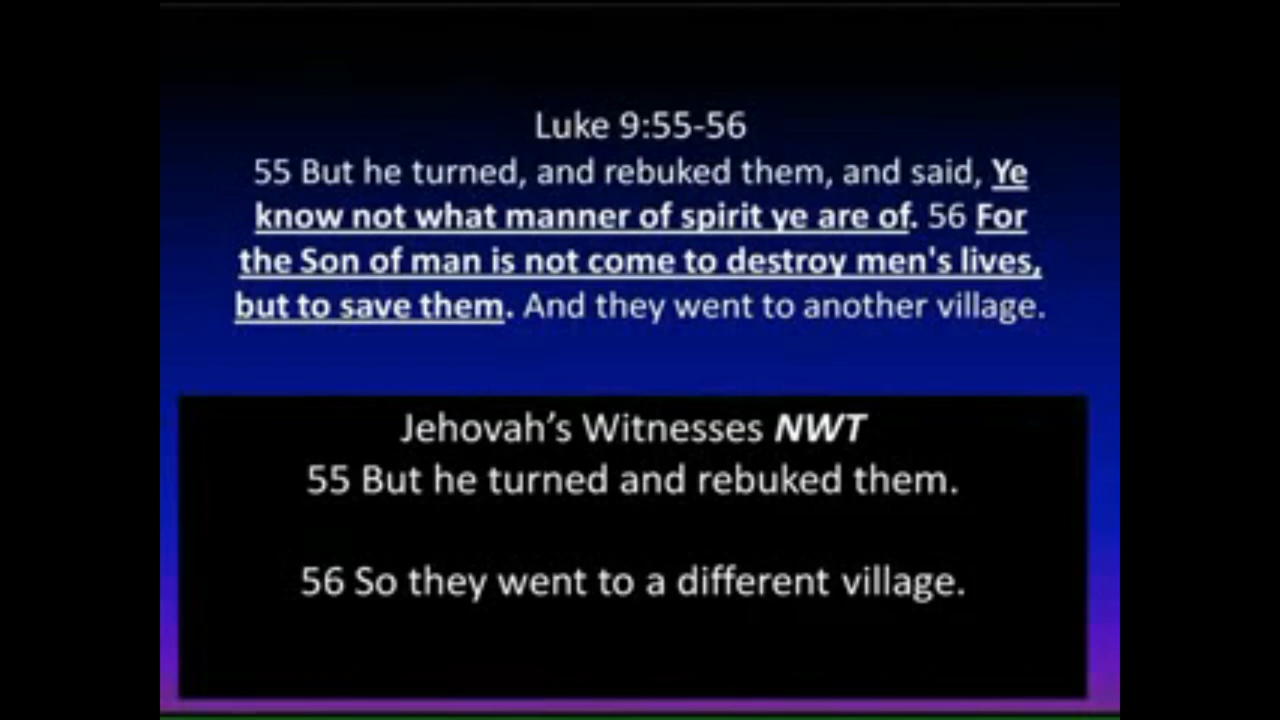 Luke 9:55-56
55 But he turned, and rebuked them, and said, Ye
know not what manner of spirit ye are of. 56 For
the Son of man is not come to destroy men's lives,
but to save them. And they went to another village.
Jehovah’s Witnesses NWT
55 But he turned and rebuked them.
56 So they went to a different village.